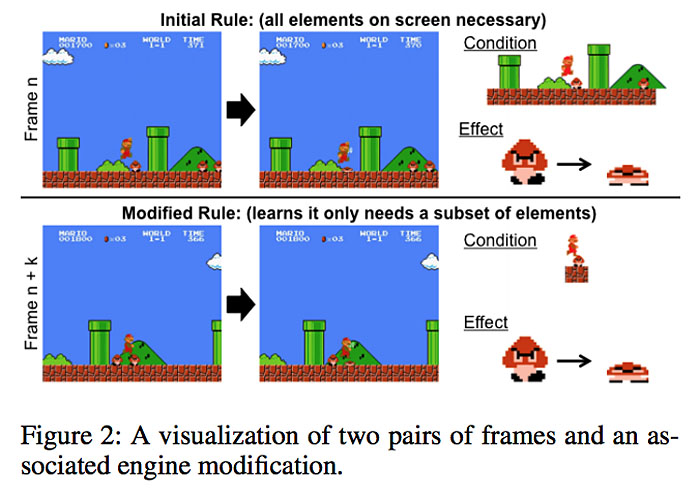 Initial Rule: (all elements on screen necessary)
Frame n
MARIO WORLD TIME
001700 ×03 1-1 371
MARIO WORLD TIME
001700 ×03 1-1 370
Condition
Effect
Modified Rule: (learns it only needs a subset of elements)
Frame n + k
MARIO WORLD TIME
001800 ×03 1-1 366
MARIO WORLD TIME
001800 ×03 1-1 366
Condition
Effect
Figure 2: A visualization of two pairs of frames and an as-
sociated engine modification.